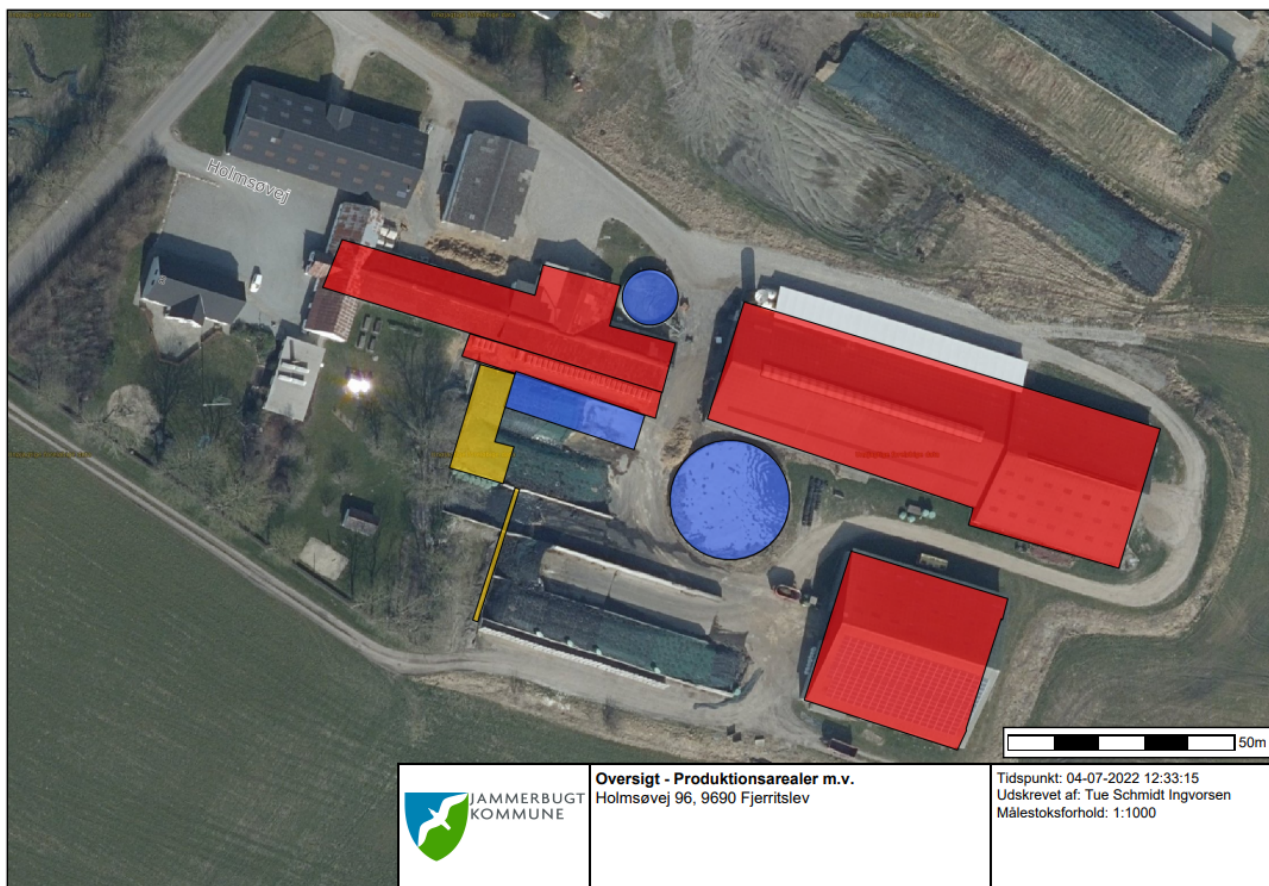 Holmsøvej
50m
JAMMERBUGT
KOMMUNE
Oversigt - Produktionsarealer m.v.
Holmsøvej 96, 9690 Fjerritslev
Tidspunkt: 04-07-2022 12:33:15
Udskrevet af: Tue Schmidt Ingvorsen
Målestoksforhold: 1:1000